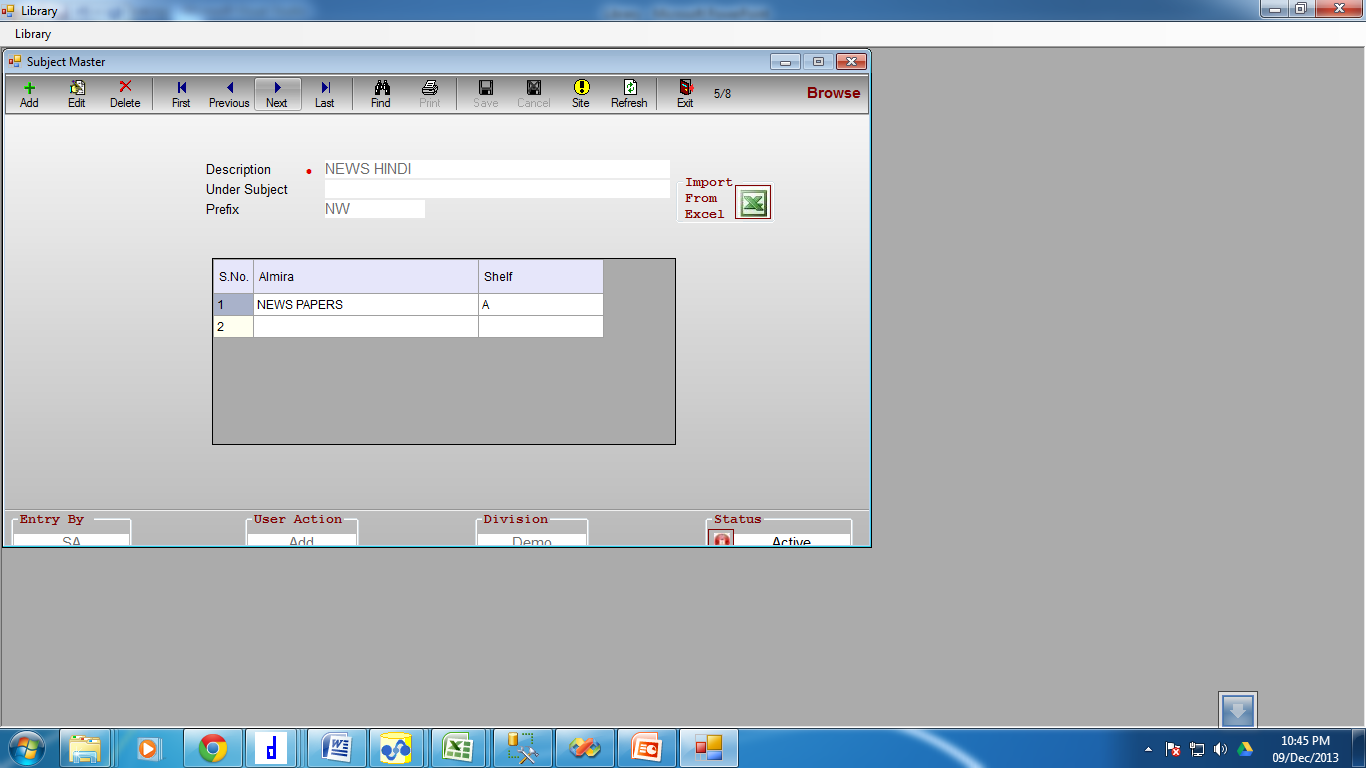 Library
Library
Subject Master
Add Edit Delete First Previous Next Last Find Print Save Cancel Site Refresh Exit 5/8 Browse
Description NEWS HINDI
Under Subject
Prefix NW
Import
From
Excel
S.No. Almira Shelf
1 NEWS PAPERS A
2
Entry By User Action Division Status
SA Add Demo Active
10:45 PM
09/Dec/2013